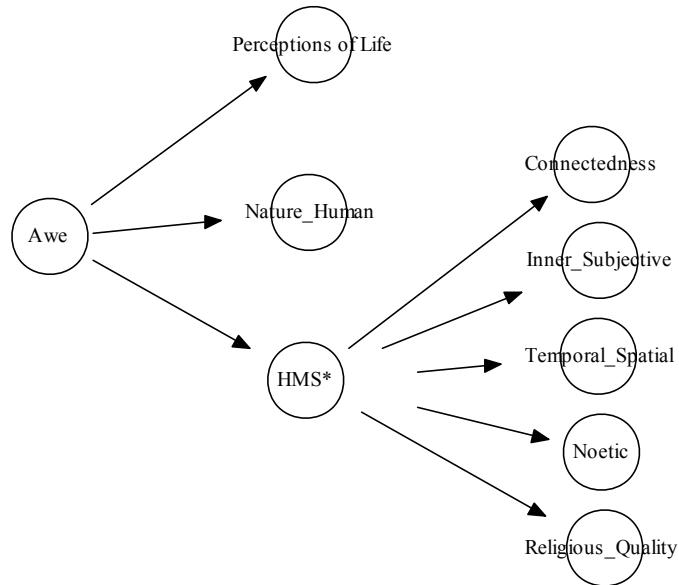 Perceptions of Life
Connectedness
Nature_Human
Awe
Inner_Subjective
Temporal_Spatial
HMS*
Noetic
Religious_Quality